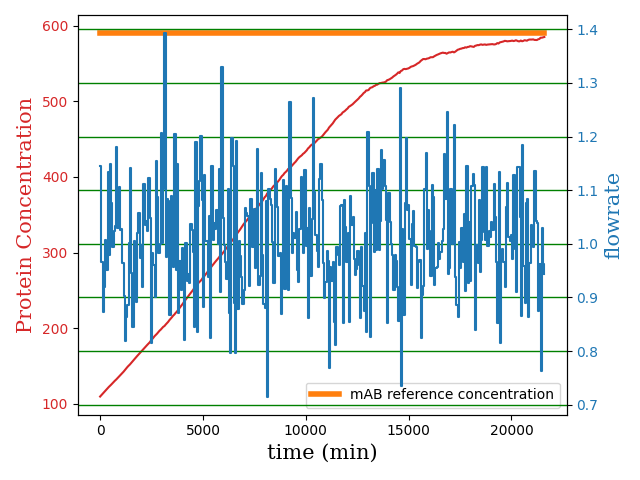 600
500
400
300
200
100
Protein Concentration
1.4
1.3
1.2
1.1
1.0
0.9
0.8
0.7
flowrate
mAB reference concentration
0 5000 10000 15000 20000
time (min)